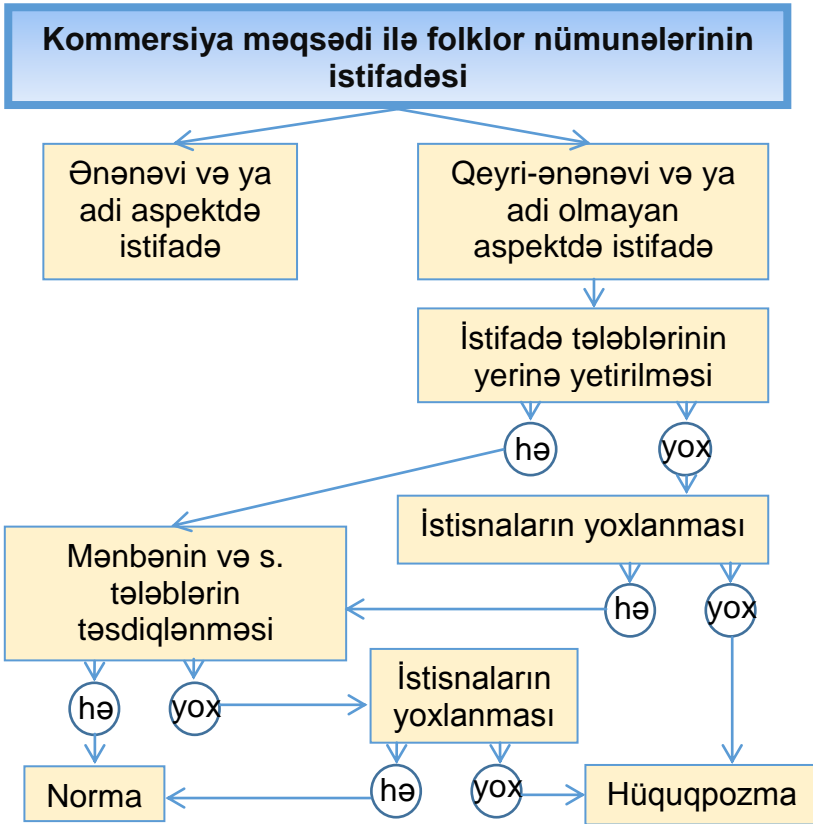 Kommersiya məqsədi ilə folklor nümunələrinin
istifadəsi
Ənənəvi və ya
adi aspektdə
istifadə
Qeyri-ənənəvi və ya
adi olmayan
aspektdə istifadə
İstifadə tələblərinin
yerinə yetirilməsi
hə
yox
İstisnaların yoxlanması
Mənbənin və s.
tələblərin
təsdiqlənməsi
hə
yox
hə
yox
İstisnaların
yoxlanması
hə
yox
Norma
Hüquqpozma